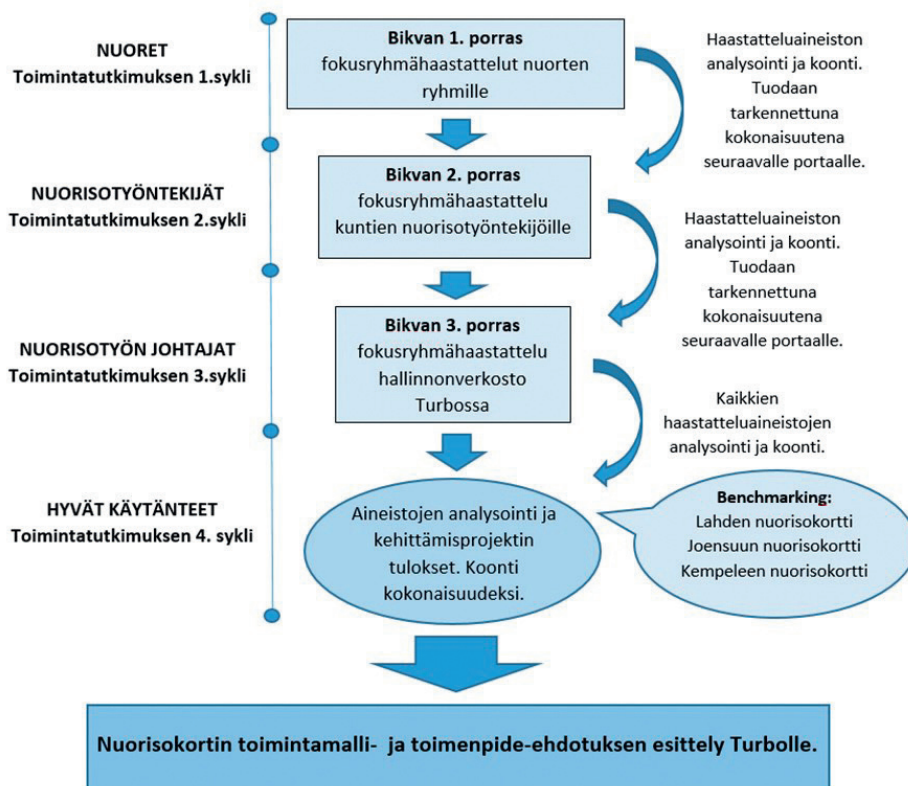 NUORET
Toimintatutkimuksen 1.sykli
Bikvan 1. porras
fokusryhmähaastattelut nuorten
ryhmille
Haastatteluaineiston
analysointi ja koonti.
Tuodaan
tarkennettuna
kokonaisuutena
seuraavalle portaalle.
NUORISOTYÖNTEKIJÄT
Toimintatutkimuksen 2.sykli
Bikvan 2. porras
fokusryhmähaastattelu
kuntien nuorisotyöntekijöille
Haastatteluaineiston
analysointi ja koonti.
Tuodaan
tarkennettuna
kokonaisuutena
seuraavalle portaalle.
NUORISOTYÖN JOHTAJAT
Toimintatutkimuksen 3.sykli
Bikvan 3. porras
fokusryhmähaastattelu
hallinnonverkosto
Turbossa
Kaikkien
haastatteluaineistojen
analysointi ja koonti.
HYVÄT KÄYTÄNTEET
Toimintatutkimuksen 4. sykli
Aineistojen analysointi ja
kehittämisprojektin
tulokset. Koonti
kokonaisuudeksi.
Benchmarking:
Lahden nuorisokortti
Joensuun nuorisokortti
Kempeleen nuorisokortti
Nuorisokortin toimintamalli- ja toimenpide-ehdotuksen esittely Turbolle.